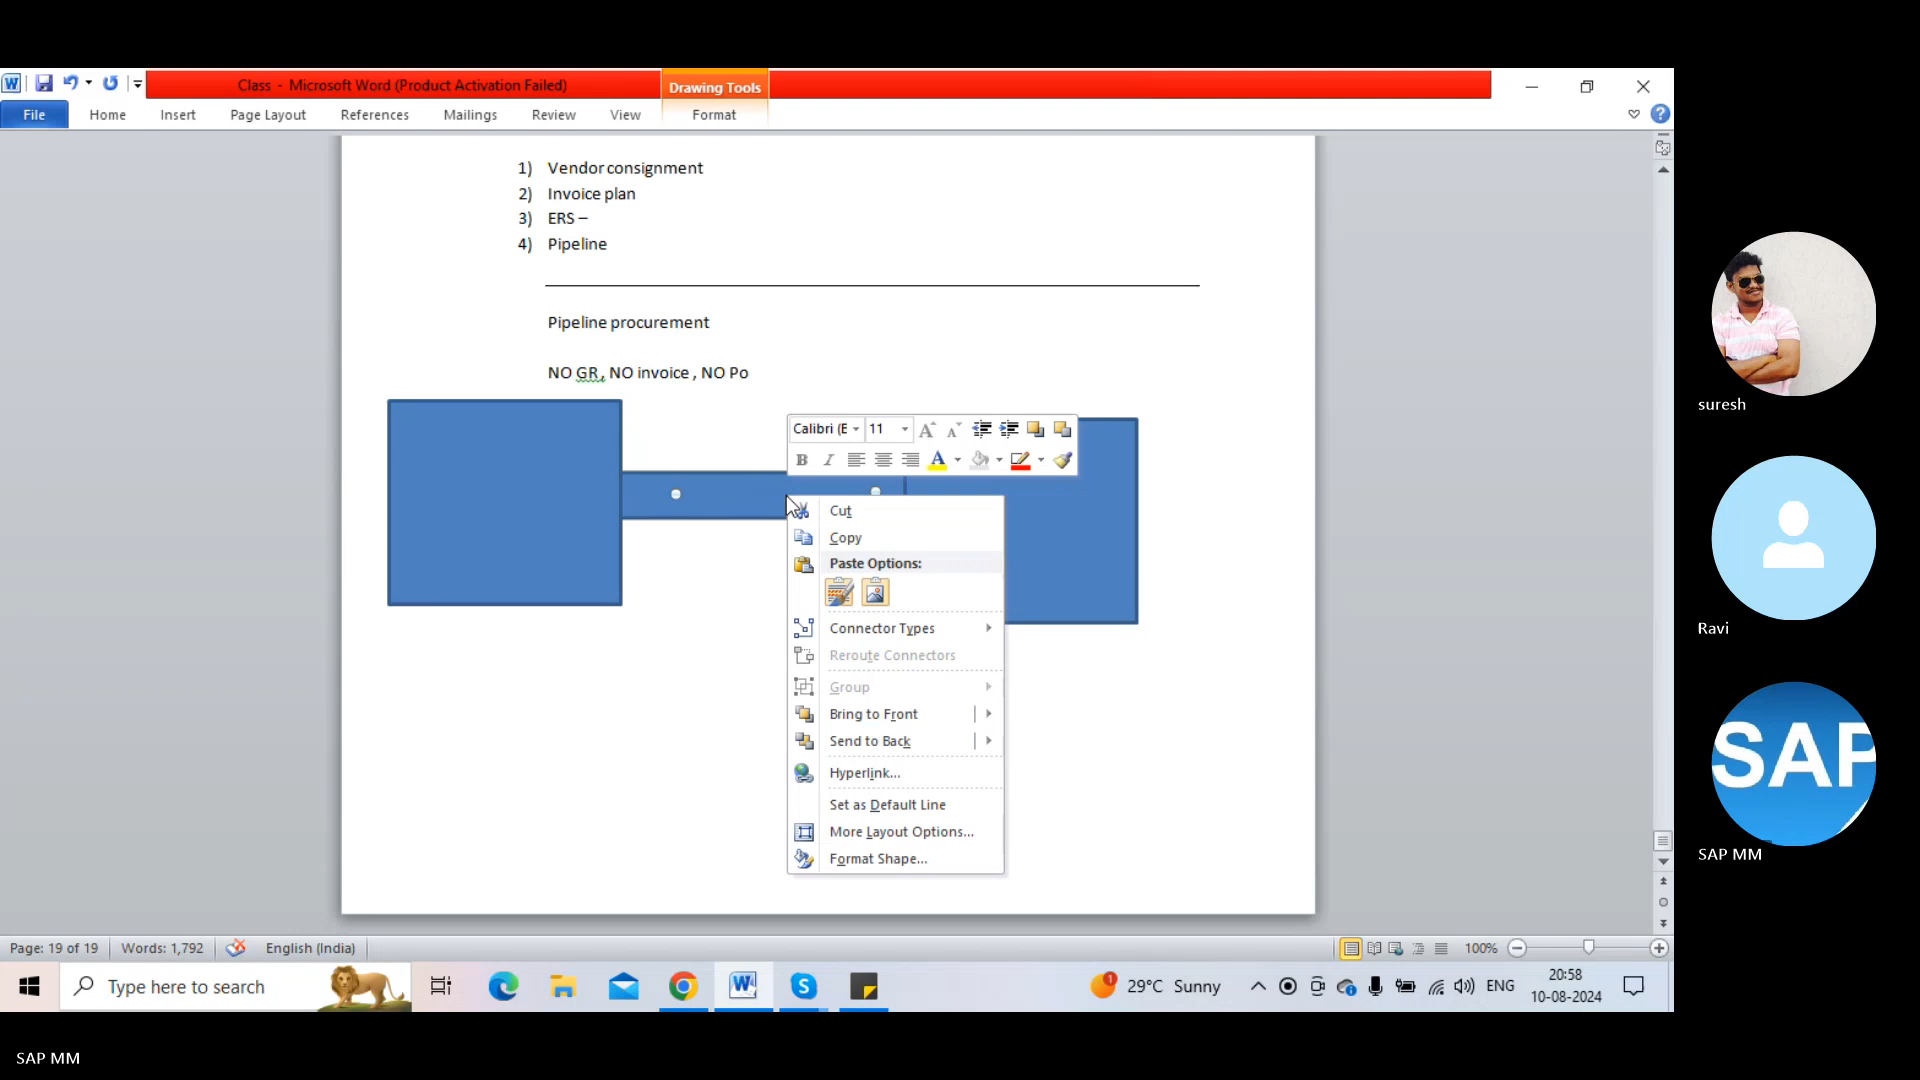 Class - Microsoft Word (Product Activation Failed)
Drawing Tools
File Home Insert Page Layout References Mailings Review View Format
1) Vendor consignment
2) Invoice plan
3) ERS –
4) Pipeline
Pipeline procurement
NO GR , NO invoice , NO Po
Calibri (E 11
B I A
Cut
Copy
Paste Options:
Connector Types
Reroute Connectors
Group
Bring to Front
Send to Back
Hyperlink...
Set as Default Line
More Layout Options...
Format Shape...
suresh
Ravi
SAP
SAP MM
Page: 19 of 19 Words: 1,792 English (India) 100%
Type here to search
1 29°C Sunny ENG 20:58
10-08-2024
SAP MM